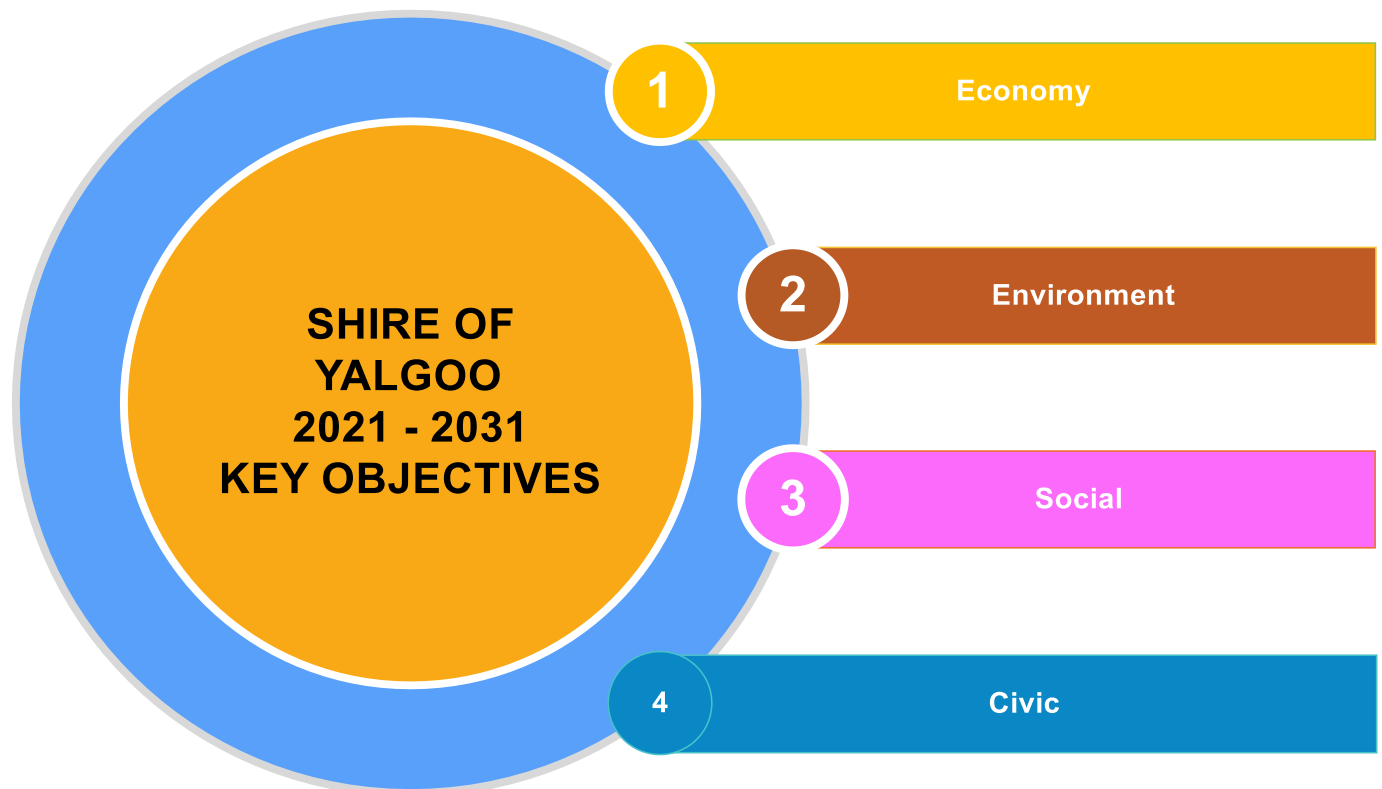 SHIRE OF
YALGOO
2021 - 2031
KEY OBJECTIVES
1
Economy
2
Environment
3
Social
4
Civic